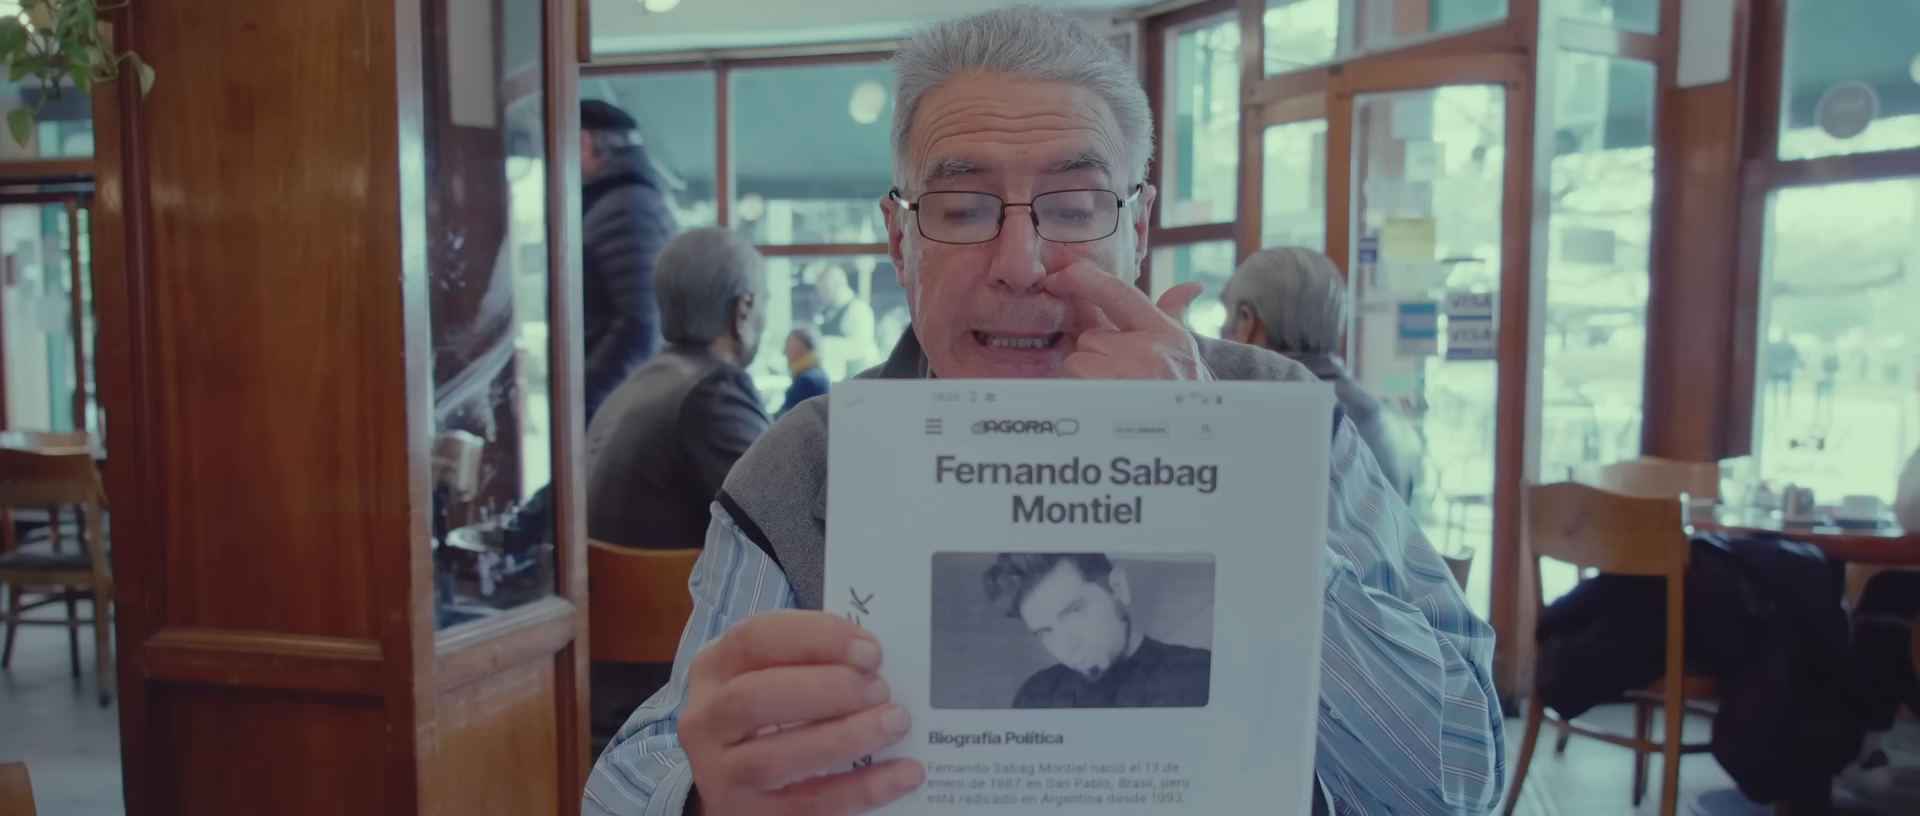 AGORA
Fernando Sabag
Montiel
Biografía Política
Fernando Sabag Montiel nació el 13 de
enero de 1987 en San Pablo, Brasil, pero
está radicado en Argentina desde 1993.
VISA
VISA